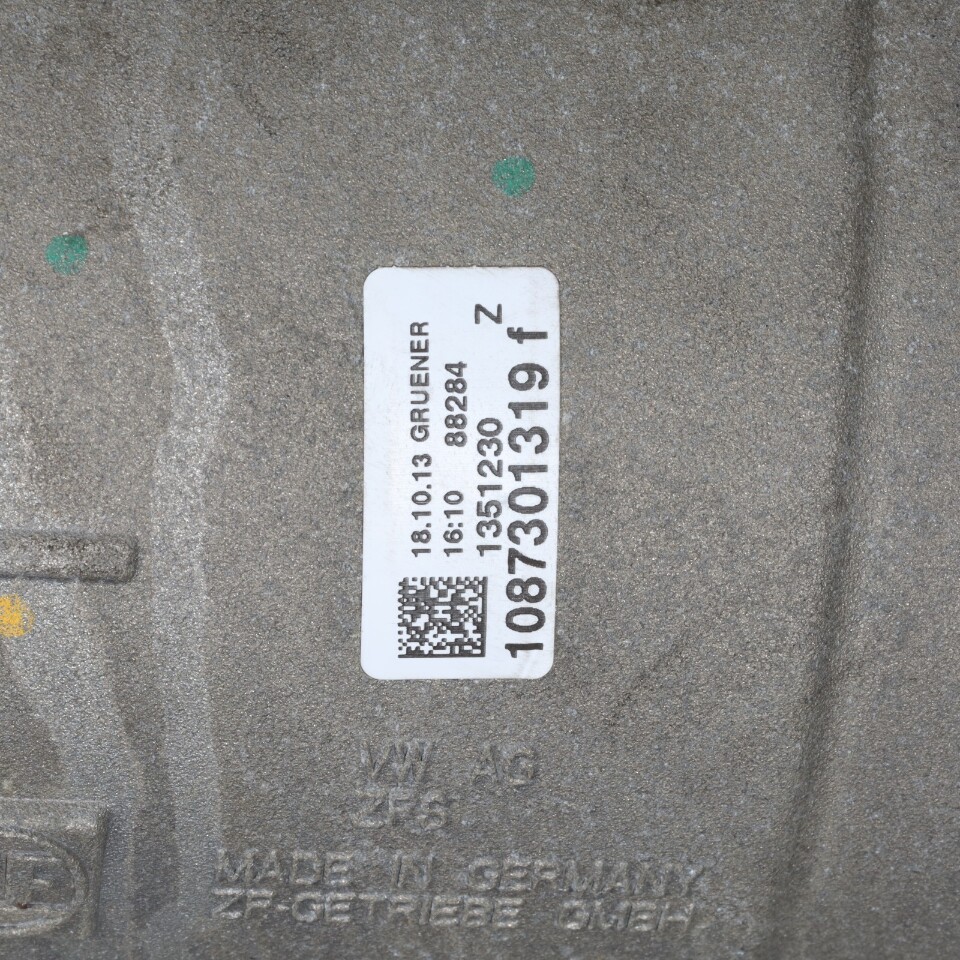 18.10.13 GRUENER
16:10 88284
1351230 Z
1087301319 f
VW AG
ZFS
MADE IN GERMANY
ZF-GETRIEBE GMBH